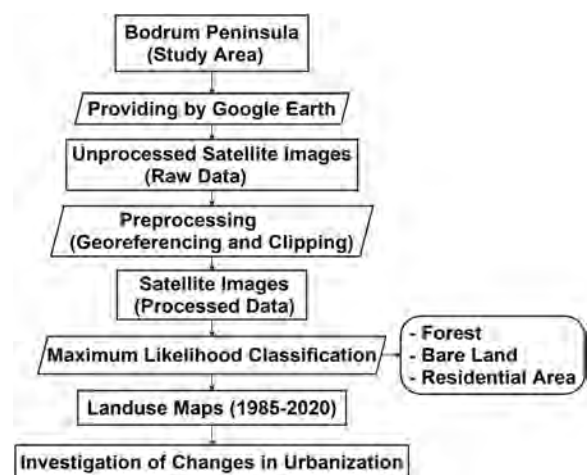 Bodrum Peninsula
(Study Area)
Providing by Google Earth
Unprocessed Satellite Images
(Raw Data)
Preprocessing
(Georeferencing and Clipping)
Satellite Images
(Processed Data)
Maximum Likelihood Classification
- Forest
- Bare Land
- Residential Area
Landuse Maps (1985-2020)
Investigation of Changes in Urbanization